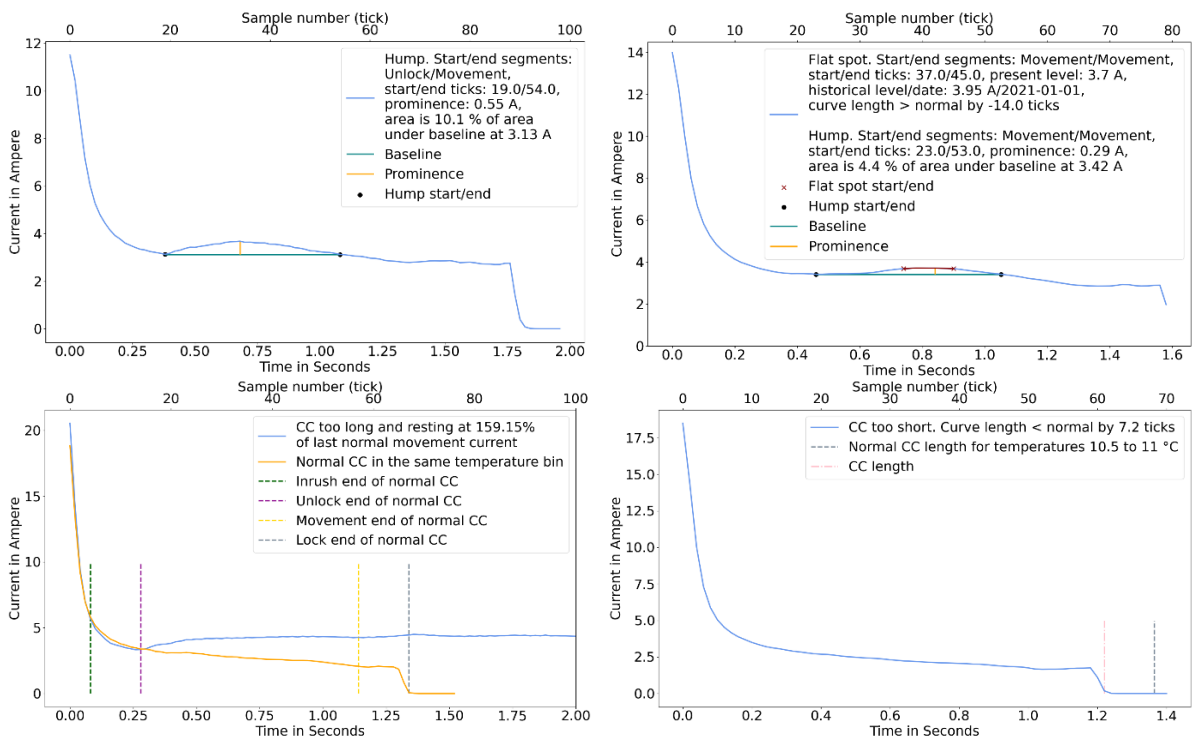 Sample number (tick)
0 20 40 60 80 100
12
10
8
6
4
2
0
Current in Ampere
Hump. Start/end segments:
Unlock/Movement,
start/end ticks: 19.0/54.0,
prominence: 0.55 A,
area is 10.1 % of area
under baseline at 3.13 A
Baseline
Prominence
Hump start/end
0.00 0.25 0.50 0.75 1.00 1.25 1.50 1.75 2.00
Time in Seconds
Sample number (tick)
0 10 20 30 40 50 60 70 80
14
12
10
8
6
4
2
0
Current in Ampere
Flat spot. Start/end segments: Movement/Movement,
start/end ticks: 37.0/45.0, present level: 3.7 A,
historical level/date: 3.95 A/2021-01-01,
curve length > normal by -14.0 ticks
Hump. Start/end segments: Movement/Movement,
start/end ticks: 23.0/53.0, prominence: 0.29 A,
area is 4.4 % of area under baseline at 3.42 A
Flat spot start/end
Hump start/end
Baseline
Prominence
0.0 0.2 0.4 0.6 0.8 1.0 1.2 1.4 1.6
Time in Seconds
Sample number (tick)
0 20 40 60 80 100
20
15
10
5
0
Current in Ampere
CC too long and resting at 159.15%
of last normal movement current
Normal CC in the same temperature bin
Inrush end of normal CC
Unlock end of normal CC
Movement end of normal CC
Lock end of normal CC
0.00 0.25 0.50 0.75 1.00 1.25 1.50 1.75 2.00
Time in Seconds
Sample number (tick)
0 10 20 30 40 50 60 70
17.5
15.0
12.5
10.0
7.5
5.0
2.5
0.0
Current in Ampere
CC too short. Curve length < normal by 7.2 ticks
Normal CC length for temperatures 10.5 to 11 °C
CC length
0.0 0.2 0.4 0.6 0.8 1.0 1.2 1.4
Time in Seconds